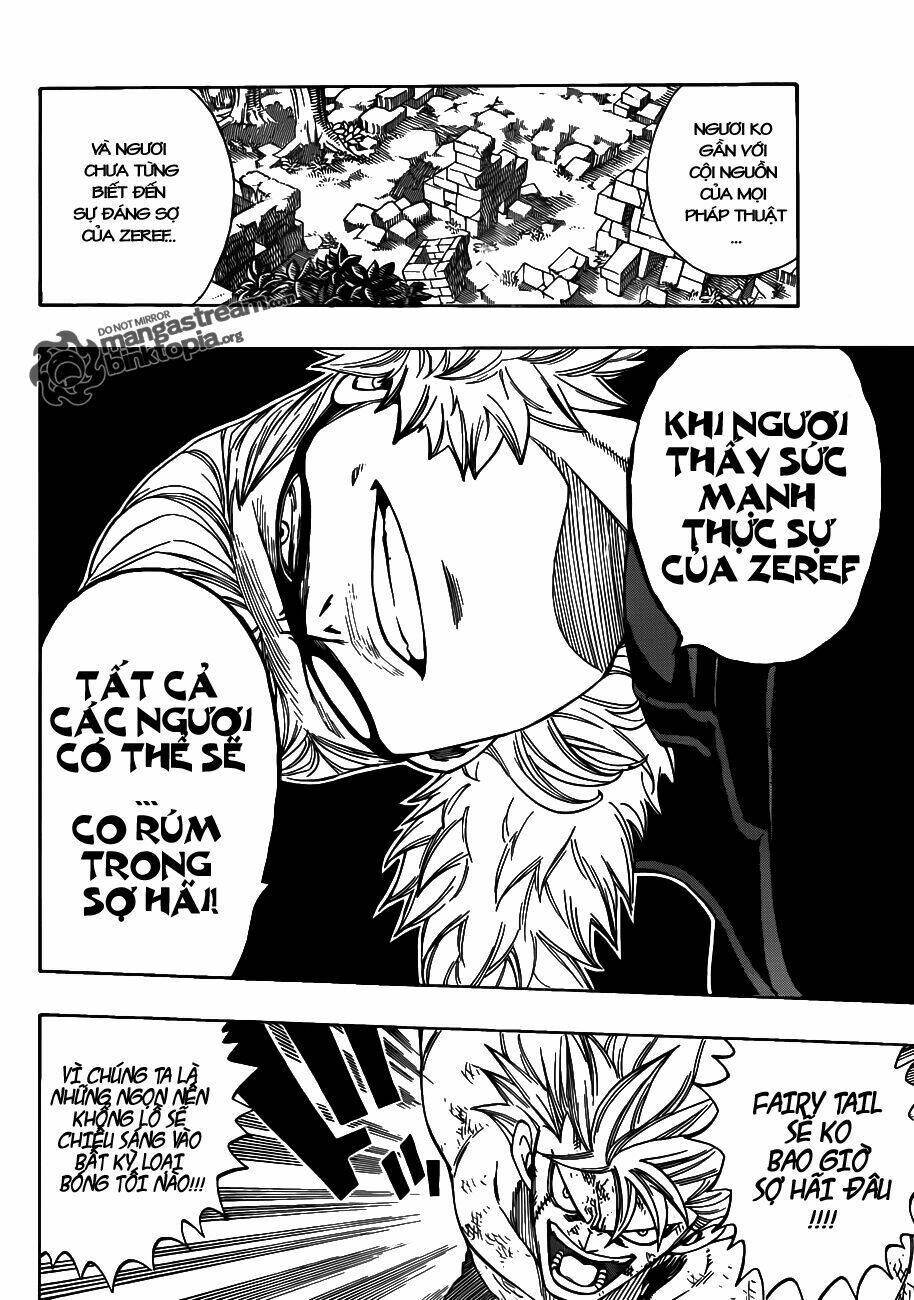 NGƯƠI KO
GẦN VỚI
CỘI NGUỒN
CỦA MỌI
PHÁP THUẬT
...
VÀ NGƯƠI
CHƯA TỪNG
BIẾT ĐẾN
SỰ ĐÁNG SỢ
CỦA ZEREF...
DO NOT MIRROR
mangastream.com
binktopia.org
KHI NGƯƠI
THẤY SỨC
MẠNH
THỰC SỰ
CỦA ZEREF
TẤT CẢ
CÁC NGƯƠI
CÓ THỂ SẼ
...
CO RÚM
TRONG
SỢ HÃI!
FAIRY TAIL
SẼ KO
BAO GIỜ
SỢ HÃI ĐÂU
!!!!
VÌ CHÚNG TA LÀ
NHỮNG NGỌN NẾN
KHỔNG LỒ SẼ
CHIẾU SÁNG VÀO
BẤT KỲ LOẠI
BÓNG TỐI NÀO!!!